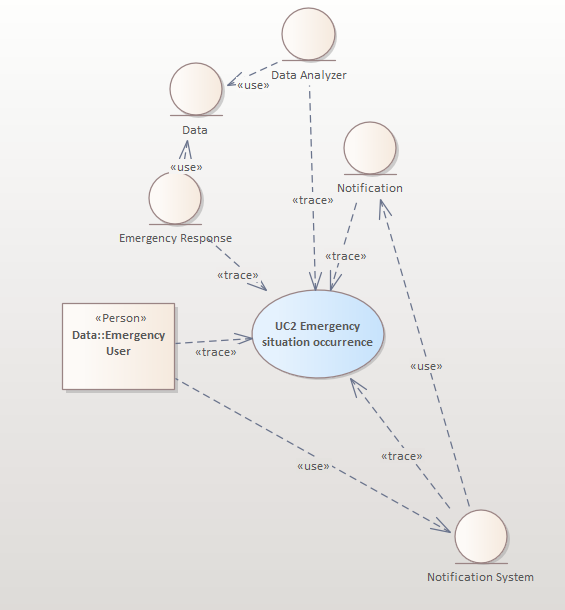 Data Analyzer
«use»
Data
«use»
Notification
«trace»
Emergency Response
«trace»
«trace»
«Person»
Data::Emergency
User
UC2 Emergency
situation occurrence
«trace»
«use»
«trace»
«use»
Notification System